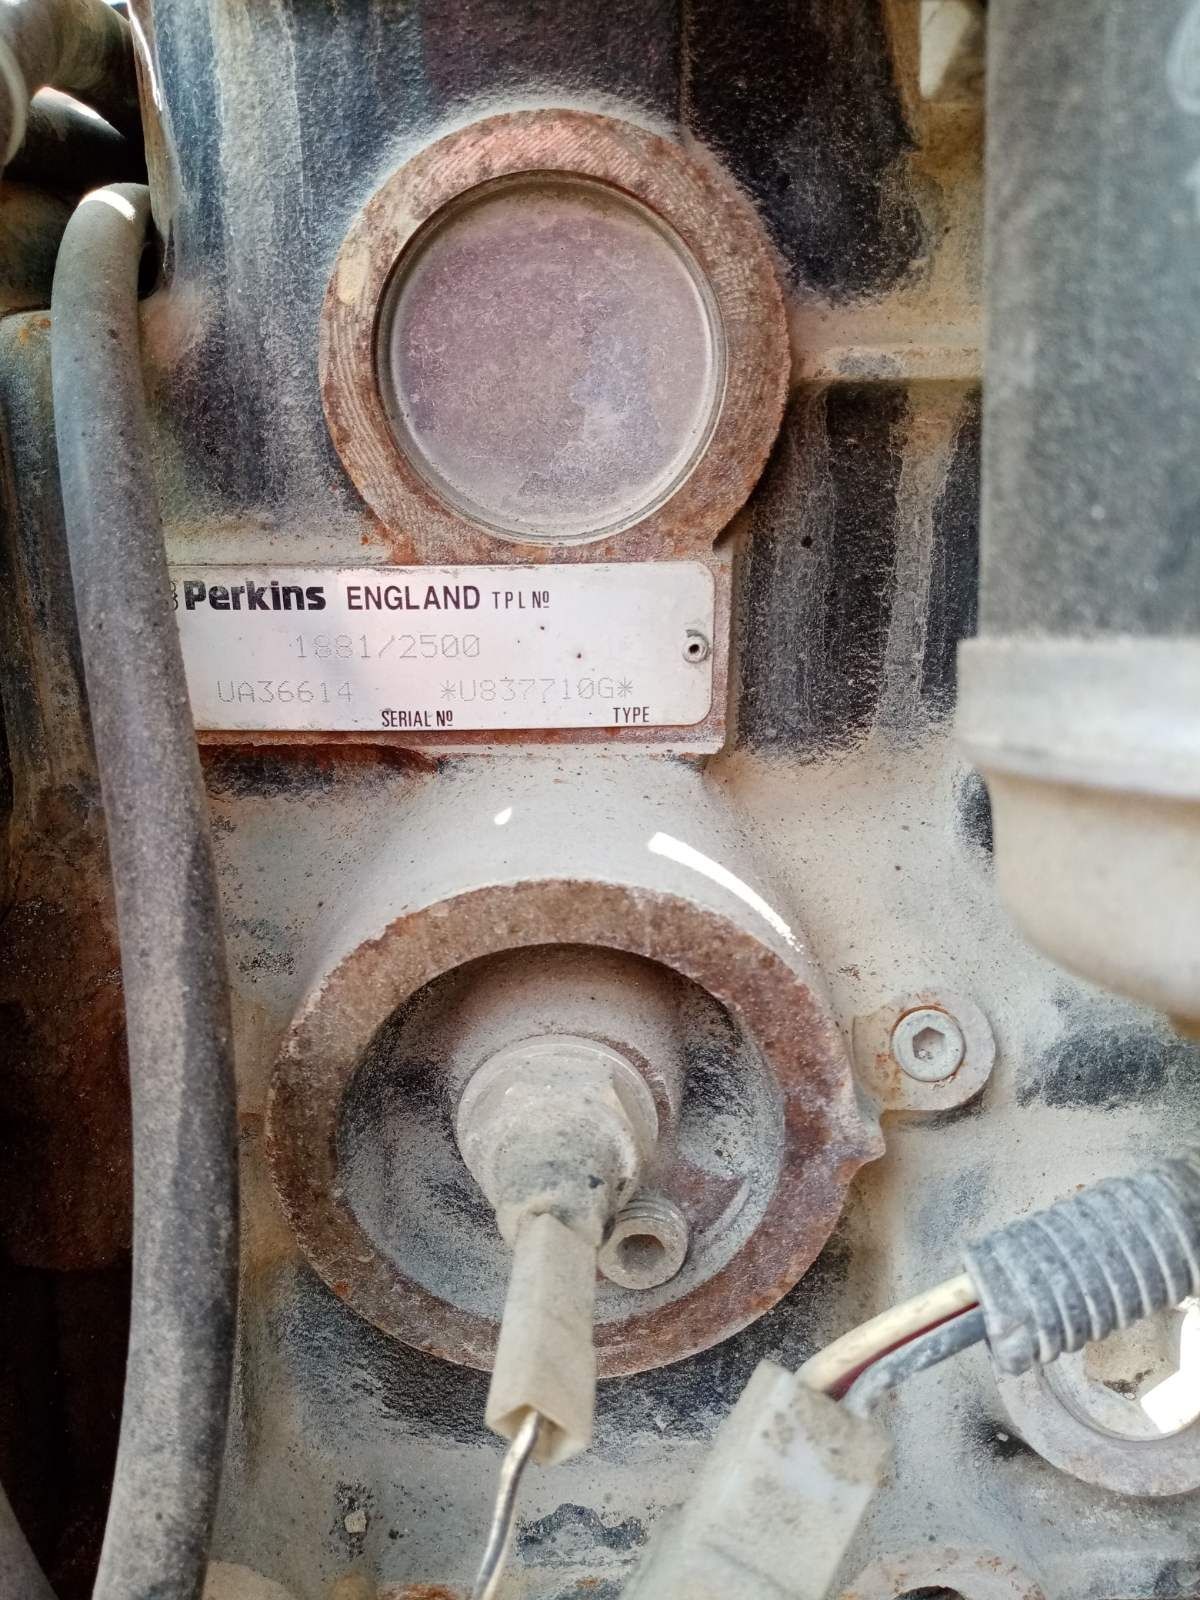 Perkins ENGLAND TPL Nº
1881/2500
UA36614 *U837710G*
SERIAL Nº TYPE